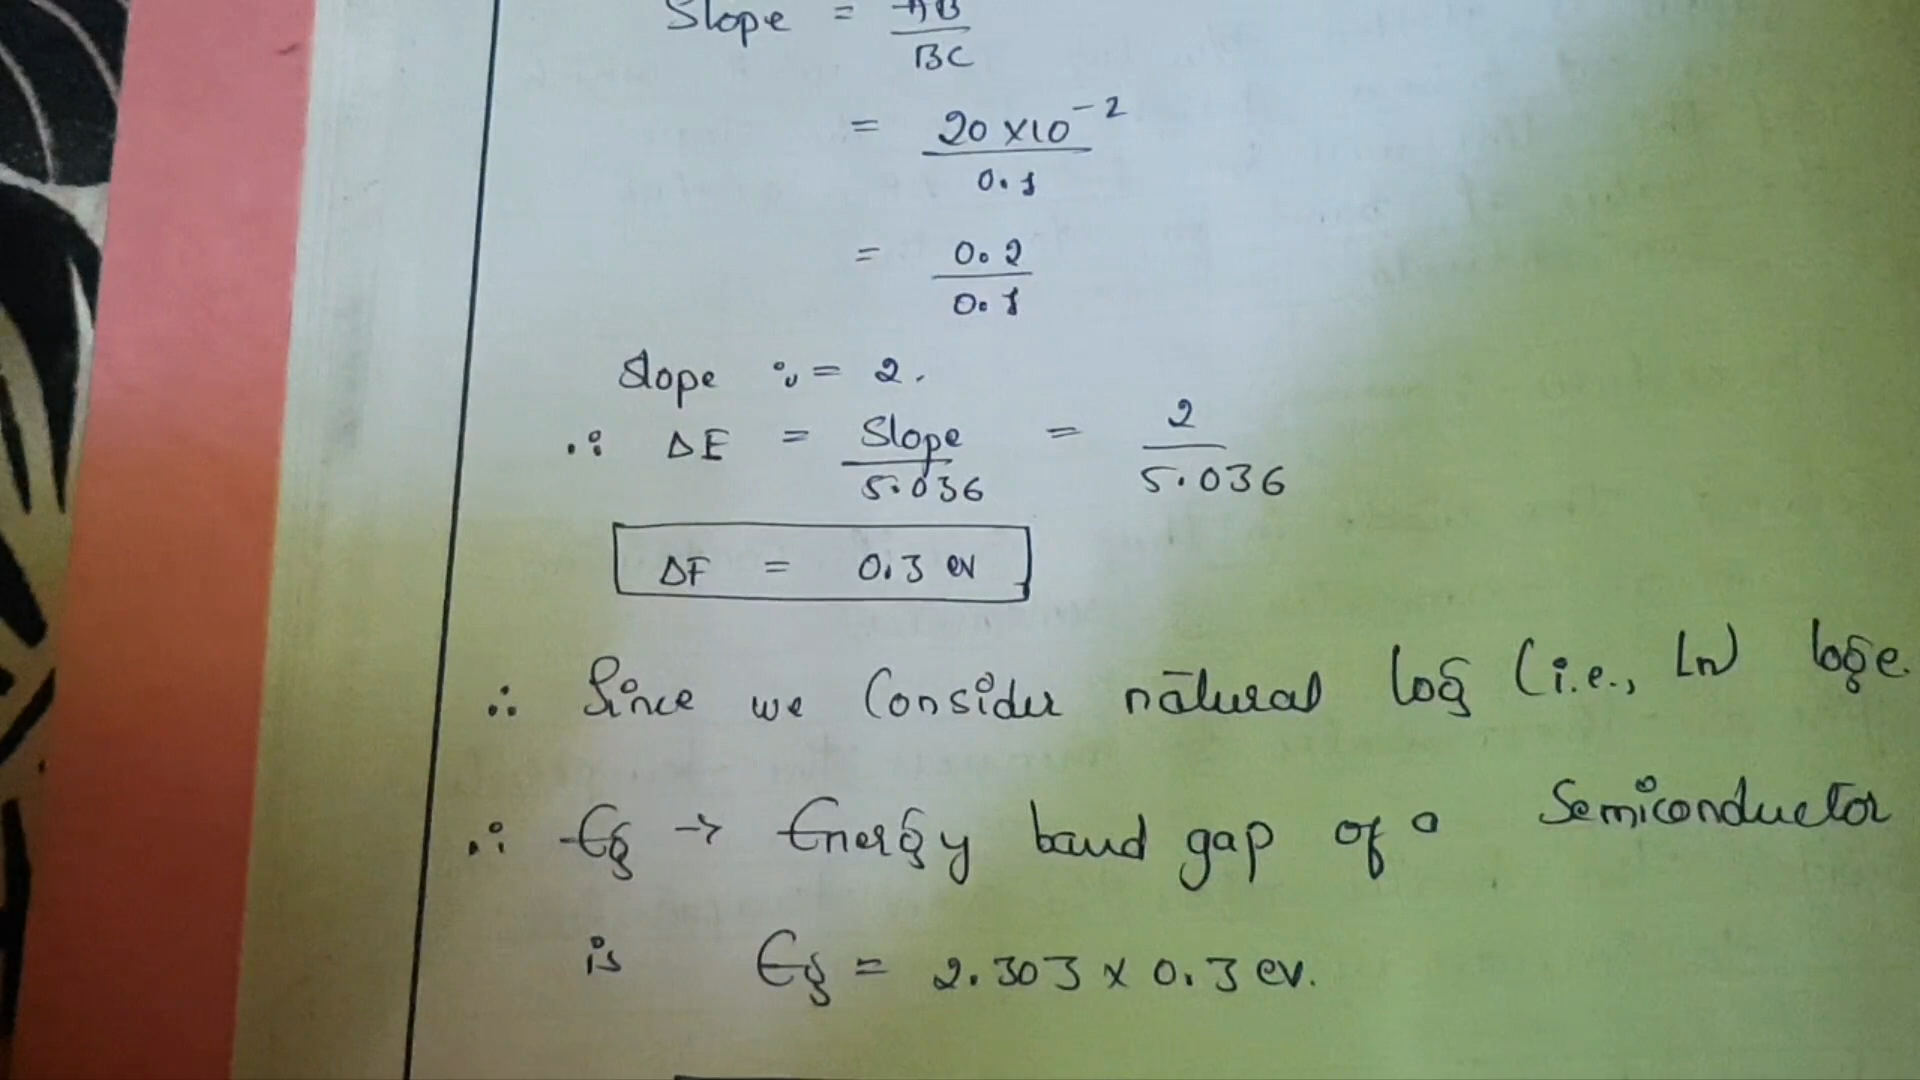 Slope = AB / BC
= 20 x10⁻² / 0.1
= 0.2 / 0.1
Slope = 2.
∴ ΔE = Slope / 5.036 = 2 / 5.036
ΔF = 0.3 ev
∴ Since we Consider natural log (i.e., Ln) loge.
∴ Eg → Energy band gap of a Semiconductor
is Eg = 2.303 x 0.3 ev.